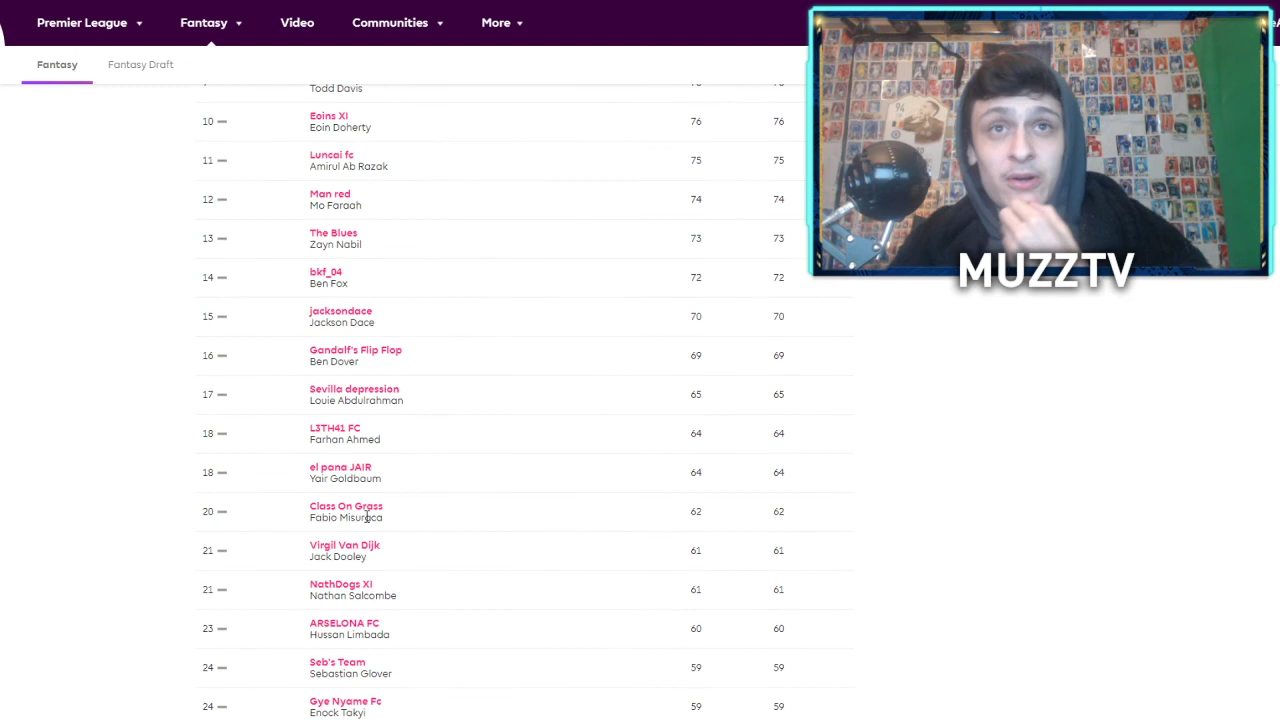 Premier League
Fantasy
Video
Communities
More
Fantasy
Fantasy Draft
Todd Davis
10 Eoins XI 76 76
Eoin Doherty
11 Luncai fc 75 75
Amirul Ab Razak
12 Man red 74 74
Mo Faraah
13 The Blues 73 73
Zayn Nabil
14 bkf_04 72 72
Ben Fox
15 jacksondace 70 70
Jackson Dace
16 Gandalf's Flip Flop 69 69
Ben Dover
17 Sevilla depression 65 65
Louie Abdulrahman
18 L3TH41 FC 64 64
Farhan Ahmed
18 el pana JAIR 64 64
Yair Goldbaum
20 Class On Grass 62 62
Fabio Misuraca
21 Virgil Van Dijk 61 61
Jack Dooley
21 NathDogs XI 61 61
Nathan Salcombe
23 ARSELONA FC 60 60
Hussan Limbada
24 Seb's Team 59 59
Sebastian Glover
24 Gye Nyame Fc 59 59
Enock Takyi
94
MUZZTV